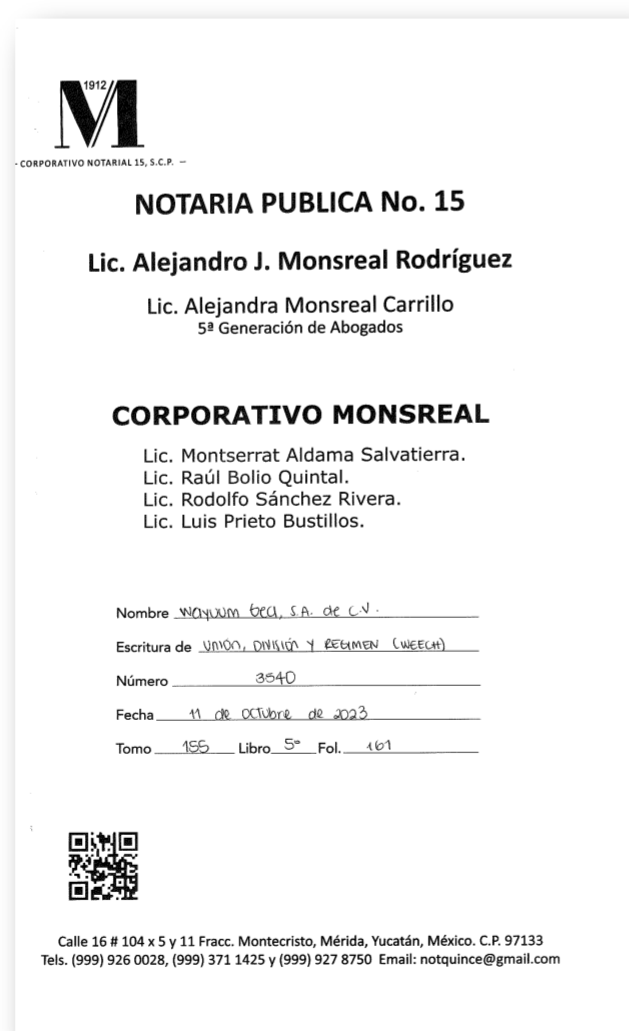 1912
M
- CORPORATIVO NOTARIAL 15, S.C.P. -
NOTARIA PUBLICA No. 15
Lic. Alejandro J. Monsreal Rodríguez
Lic. Alejandra Monsreal Carrillo
5ª Generación de Abogados
CORPORATIVO MONSREAL
Lic. Montserrat Aldama Salvatierra.
Lic. Raúl Bolio Quintal.
Lic. Rodolfo Sánchez Rivera.
Lic. Luis Prieto Bustillos.
Nombre Wayuum beel, S.A. de C.V.
Escritura de UNIÓN, DIVISIÓN Y REGIMEN (WEECH)
Número 3540
Fecha 11 de OCTUbre de 2023
Tomo 155 Libro 5° Fol. 161
Calle 16 # 104 x 5 y 11 Fracc. Montecristo, Mérida, Yucatán, México. C.P. 97133
Tels. (999) 926 0028, (999) 371 1425 y (999) 927 8750 Email: notquince@gmail.com